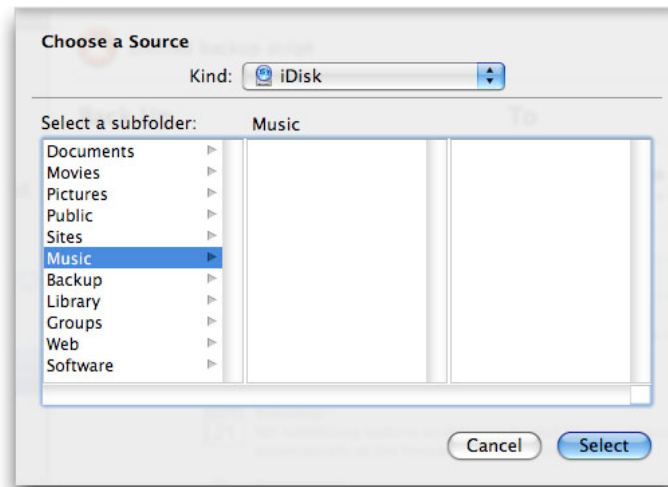 Choose a Source
Kind: iDisk
Select a subfolder: Music
Documents
Movies
Pictures
Public
Sites
Music
Backup
Library
Groups
Web
Software
Cancel Select